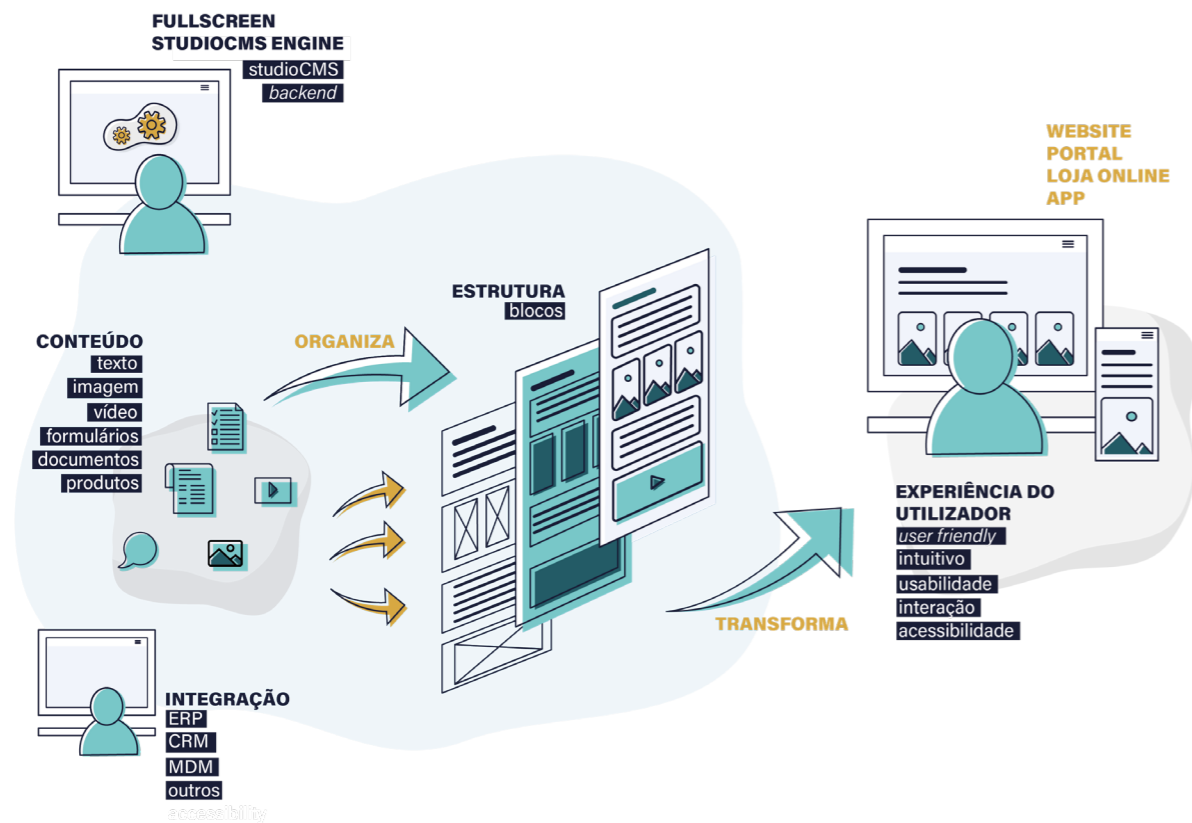 FULLSCREEN
STUDIOCMS ENGINE
studioCMS
backend
WEBSITE
PORTAL
LOJA ONLINE
APP
ESTRUTURA
blocos
CONTEÚDO
texto
imagem
vídeo
formulários
documentos
produtos
ORGANIZA
EXPERIÊNCIA DO
UTILIZADOR
user friendly
intuitivo
usabilidade
interação
acessibilidade
TRANSFORMA
INTEGRAÇÃO
ERP
CRM
MDM
outros
accessibility